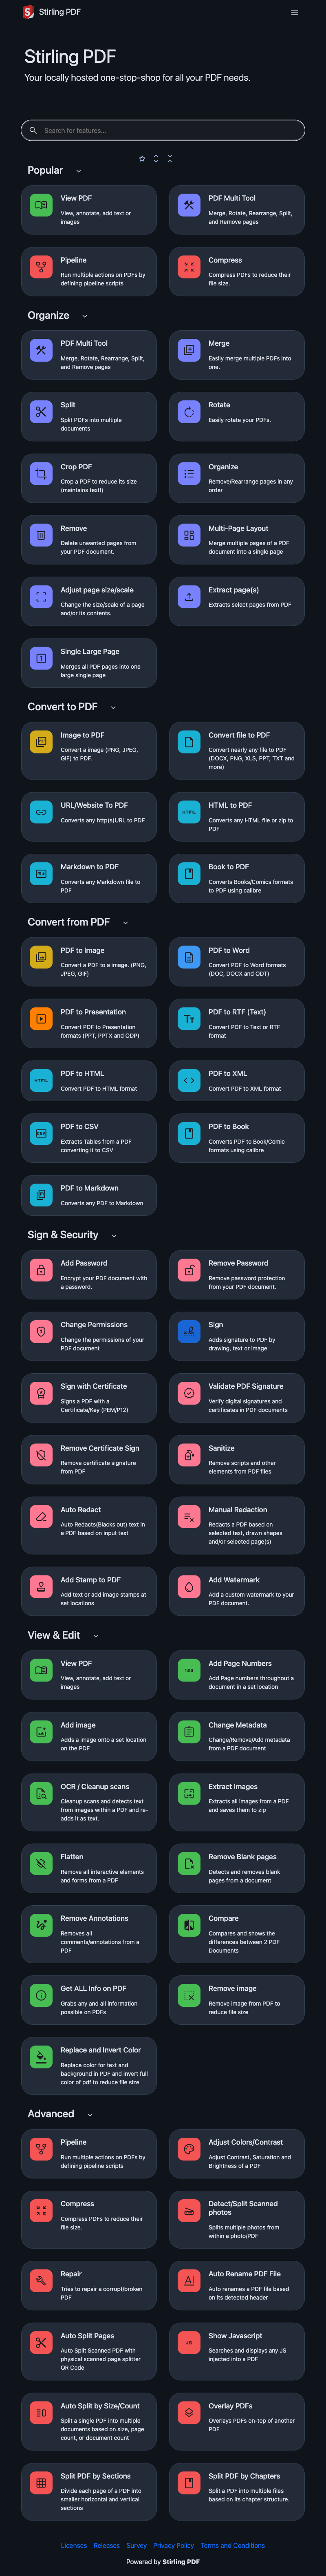 Stirling PDF
Stirling PDF
Your locally hosted one-stop-shop for all your PDF needs.
Search for features...
Popular
View PDF
View, annotate, add text or
images
PDF Multi Tool
Merge, Rotate, Rearrange, Split,
and Remove pages
Pipeline
Run multiple actions on PDFs by
defining pipeline scripts
Compress
Compress PDFs to reduce their
file size.
Organize
PDF Multi Tool
Merge, Rotate, Rearrange, Split,
and Remove pages
Merge
Easily merge multiple PDFs into
one.
Split
Split PDFs into multiple
documents
Rotate
Easily rotate your PDFs.
Crop PDF
Crop a PDF to reduce its size
(maintains text!)
Organize
Remove/Rearrange pages in any
order
Remove
Delete unwanted pages from
your PDF document.
Multi-Page Layout
Merge multiple pages of a PDF
document into a single page
Adjust page size/scale
Change the size/scale of a page
and/or its contents.
Extract page(s)
Extracts select pages from PDF
Single Large Page
Merges all PDF pages into one
large single page
Convert to PDF
Image to PDF
Convert a image (PNG, JPEG,
GIF) to PDF.
Convert file to PDF
Convert nearly any file to PDF
(DOCX, PNG, XLS, PPT, TXT and
more)
URL/Website To PDF
Converts any http(s)URL to PDF
HTML
HTML to PDF
Converts any HTML file or zip to
PDF
Markdown to PDF
Converts any Markdown file to
PDF
Book to PDF
Converts Books/Comics formats
to PDF using calibre
Convert from PDF
PDF to Image
Convert a PDF to a image. (PNG,
JPEG, GIF)
PDF to Word
Convert PDF to Word formats
(DOC, DOCX and ODT)
PDF to Presentation
Convert PDF to Presentation
formats (PPT, PPTX and ODP)
PDF to RTF (Text)
Convert PDF to Text or RTF
format
HTML
PDF to HTML
Convert PDF to HTML format
PDF to XML
Convert PDF to XML format
CSV
PDF to CSV
Extracts Tables from a PDF
converting it to CSV
PDF to Book
Converts PDF to Book/Comic
formats using calibre
PDF to Markdown
Converts any PDF to Markdown
Sign & Security
Add Password
Encrypt your PDF document with
a password.
Remove Password
Remove password protection
from your PDF document.
Change Permissions
Change the permissions of your
PDF document
Sign
Adds signature to PDF by
drawing, text or image
Sign with Certificate
Signs a PDF with a
Certificate/Key (PEM/P12)
Validate PDF Signature
Verify digital signatures and
certificates in PDF documents
Remove Certificate Sign
Remove certificate signature
from PDF
Sanitize
Remove scripts and other
elements from PDF files
Auto Redact
Auto Redacts(Blacks out) text in
a PDF based on input text
Manual Redaction
Redacts a PDF based on
selected text, drawn shapes
and/or selected page(s)
Add Stamp to PDF
Add text or add image stamps at
set locations
Add Watermark
Add a custom watermark to your
PDF document.
View & Edit
View PDF
View, annotate, add text or
images
123
Add Page Numbers
Add Page numbers throughout a
document in a set location
Add image
Adds a image onto a set location
on the PDF
Change Metadata
Change/Remove/Add metadata
from a PDF document
OCR / Cleanup scans
Cleanup scans and detects text
from images within a PDF and re-
adds it as text.
Extract Images
Extracts all images from a PDF
and saves them to zip
Flatten
Remove all interactive elements
and forms from a PDF
Remove Blank pages
Detects and removes blank
pages from a document
Remove Annotations
Removes all
comments/annotations from a
PDF
Compare
Compares and shows the
differences between 2 PDF
Documents
Get ALL Info on PDF
Grabs any and all information
possible on PDFs
Remove image
Remove image from PDF to
reduce file size
Replace and Invert Color
Replace color for text and
background in PDF and invert full
color of pdf to reduce file size
Advanced
Pipeline
Run multiple actions on PDFs by
defining pipeline scripts
Adjust Colors/Contrast
Adjust Contrast, Saturation and
Brightness of a PDF
Compress
Compress PDFs to reduce their
file size.
Detect/Split Scanned
photos
Splits multiple photos from
within a photo/PDF
Repair
Tries to repair a corrupt/broken
PDF
Auto Rename PDF File
Auto renames a PDF file based
on its detected header
Auto Split Pages
Auto Split Scanned PDF with
physical scanned page splitter
QR Code
JS
Show Javascript
Searches and displays any JS
injected into a PDF
Auto Split by Size/Count
Split a single PDF into multiple
documents based on size, page
count, or document count
Overlay PDFs
Overlays PDFs on-top of another
PDF
Split PDF by Sections
Divide each page of a PDF into
smaller horizontal and vertical
sections
Split PDF by Chapters
Split a PDF into multiple files
based on its chapter structure.
Licenses Releases Survey Privacy Policy Terms and Conditions
Powered by Stirling PDF